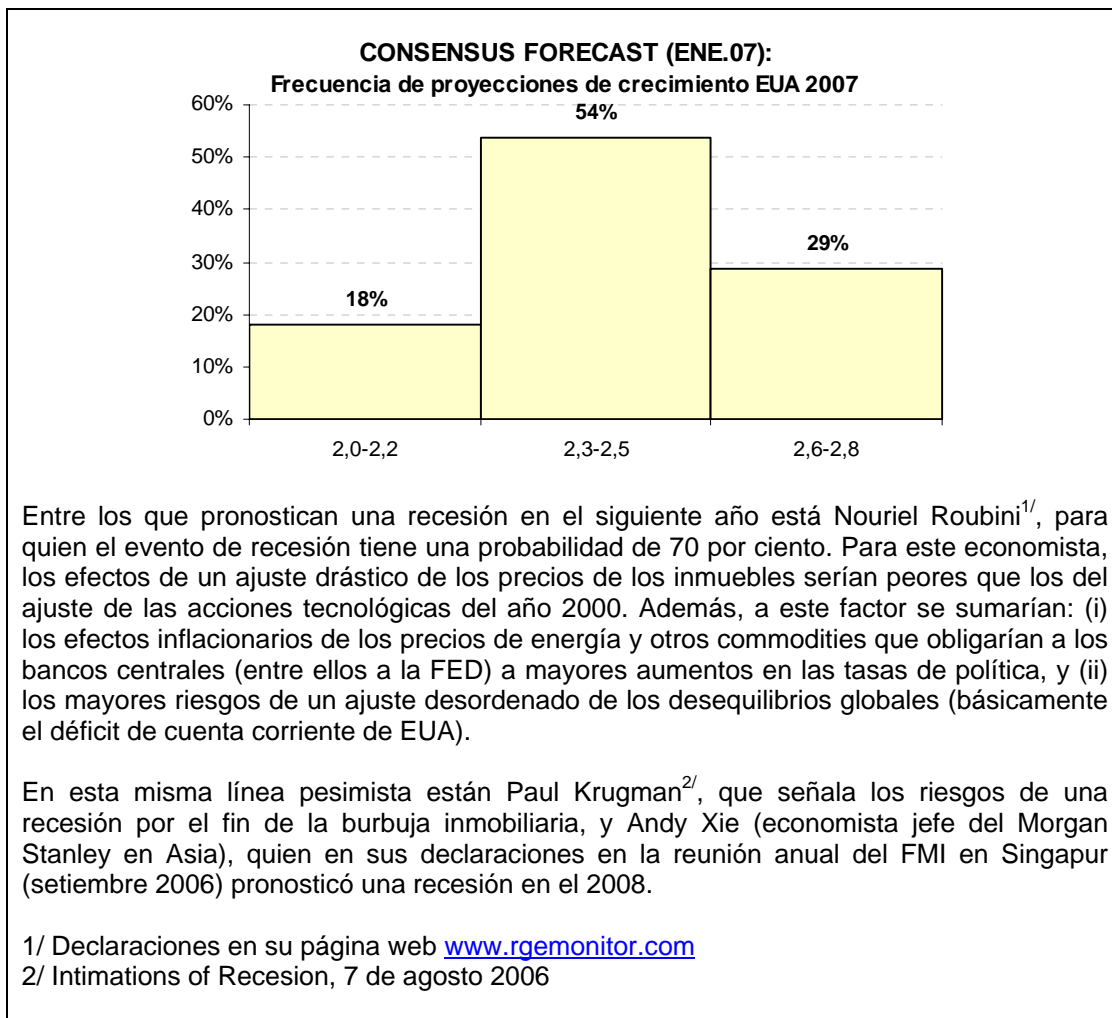 CONSENSUS FORECAST (ENE.07):
Frecuencia de proyecciones de crecimiento EUA 2007
60%
50%
40%
30%
20%
10%
0%
18%
54%
29%
2,0-2,2
2,3-2,5
2,6-2,8
Entre los que pronostican una recesión en el siguiente año está Nouriel Roubini1/, para
quien el evento de recesión tiene una probabilidad de 70 por ciento. Para este economista,
los efectos de un ajuste drástico de los precios de los inmuebles serían peores que los del
ajuste de las acciones tecnológicas del año 2000. Además, a este factor se sumarían: (i)
los efectos inflacionarios de los precios de energía y otros commodities que obligarían a los
bancos centrales (entre ellos a la FED) a mayores aumentos en las tasas de política, y (ii)
los mayores riesgos de un ajuste desordenado de los desequilibrios globales (básicamente
el déficit de cuenta corriente de EUA).
En esta misma línea pesimista están Paul Krugman2/, que señala los riesgos de una
recesión por el fin de la burbuja inmobiliaria, y Andy Xie (economista jefe del Morgan
Stanley en Asia), quien en sus declaraciones en la reunión anual del FMI en Singapur
(setiembre 2006) pronosticó una recesión en el 2008.
1/ Declaraciones en su página web www.rgemonitor.com
2/ Intimations of Recesion, 7 de agosto 2006